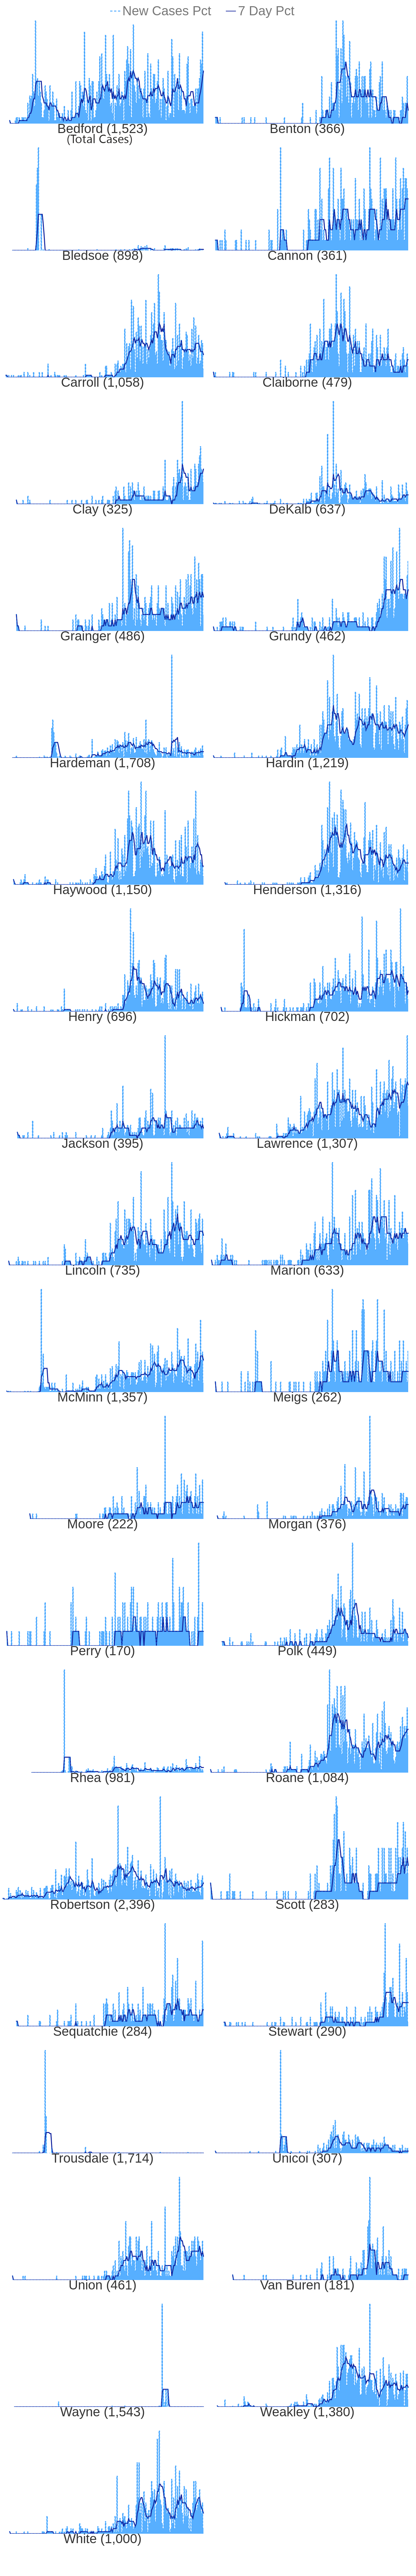 New Cases Pct 7 Day Pct
Bedford (1,523) Benton (366)
(Total Cases)
Bledsoe (898) Cannon (361)
Carroll (1,058) Claiborne (479)
Clay (325) DeKalb (637)
Grainger (486) Grundy (462)
Hardeman (1,708) Hardin (1,219)
Haywood (1,150) Henderson (1,316)
Henry (696) Hickman (702)
Jackson (395) Lawrence (1,307)
Lincoln (735) Marion (633)
McMinn (1,357) Meigs (262)
Moore (222) Morgan (376)
Perry (170) Polk (449)
Rhea (981) Roane (1,084)
Robertson (2,396) Scott (283)
Sequatchie (284) Stewart (290)
Trousdale (1,714) Unicoi (307)
Union (461) Van Buren (181)
Wayne (1,543) Weakley (1,380)
White (1,000)